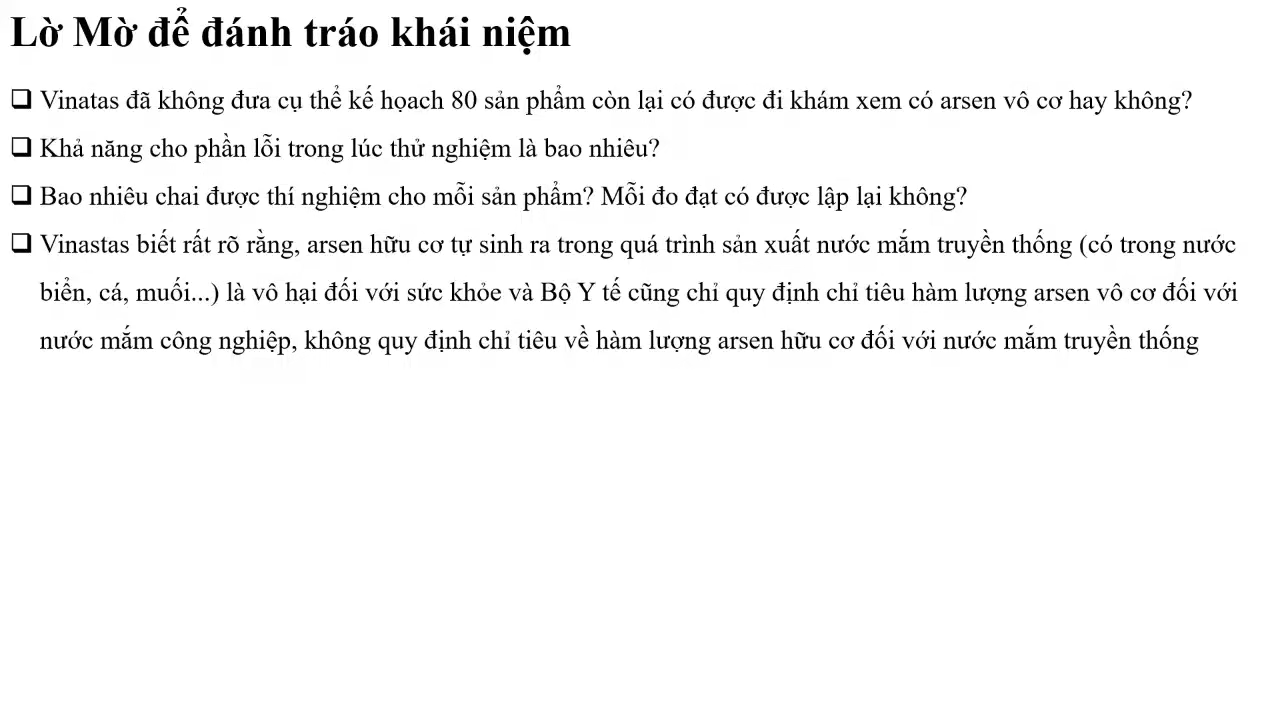 Lờ Mờ để đánh tráo khái niệm
❑ Vinatas đã không đưa cụ thể kế họach 80 sản phẩm còn lại có được đi khám xem có arsen vô cơ hay không?
❑ Khả năng cho phần lỗi trong lúc thử nghiệm là bao nhiêu?
❑ Bao nhiêu chai được thí nghiệm cho mỗi sản phẩm? Mỗi đo đạt có được lập lại không?
❑ Vinastas biết rất rõ rằng, arsen hữu cơ tự sinh ra trong quá trình sản xuất nước mắm truyền thống (có trong nước
biển, cá, muối...) là vô hại đối với sức khỏe và Bộ Y tế cũng chỉ quy định chỉ tiêu hàm lượng arsen vô cơ đối với
nước mắm công nghiệp, không quy định chỉ tiêu về hàm lượng arsen hữu cơ đối với nước mắm truyền thống